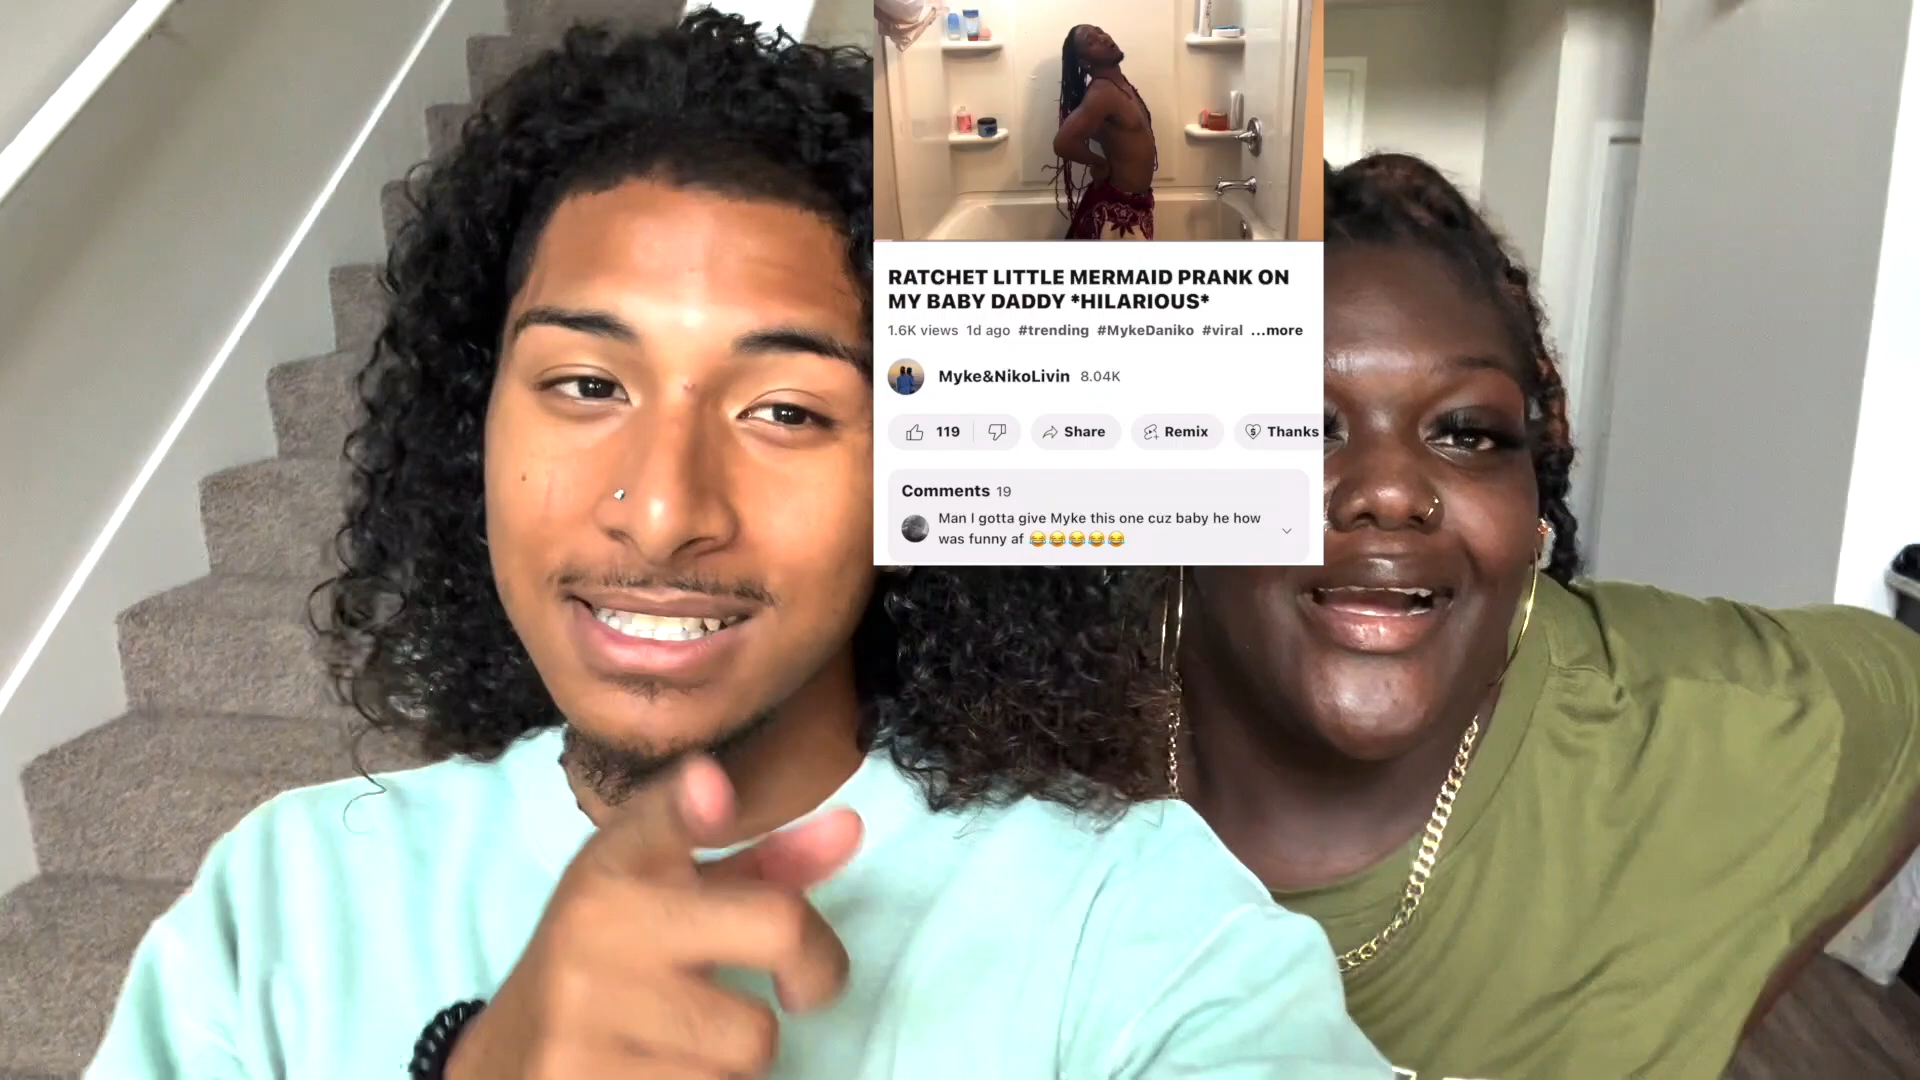 RATCHET LITTLE MERMAID PRANK ON
MY BABY DADDY *HILARIOUS*
1.6K views 1d ago #trending #MykeDaniko #viral ...more
Myke&NikoLivin 8.04K
119 Share Remix Thanks
Comments 19
Man I gotta give Myke this one cuz baby he how
was funny af 😂😂😂😂😂